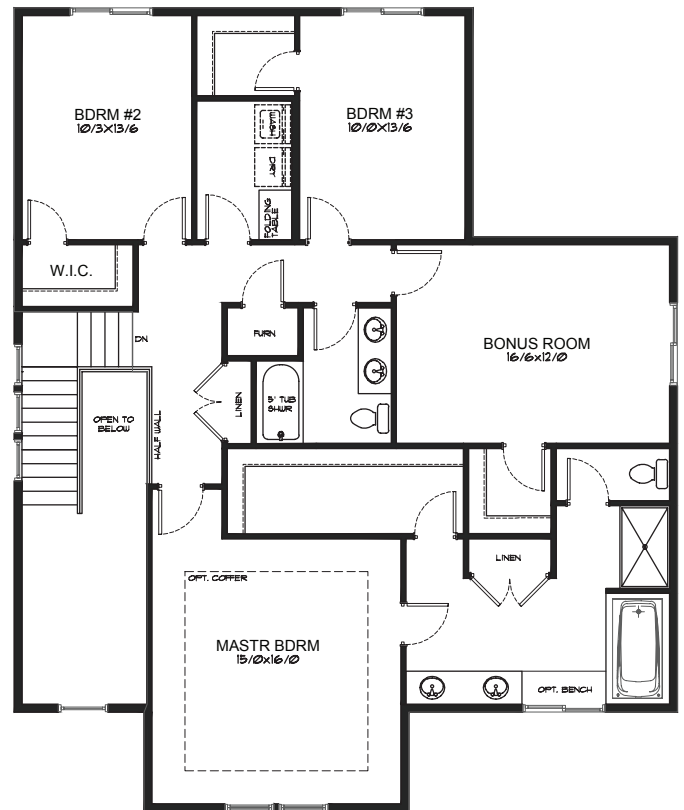 BDRM #2
10/3X13/6
BDRM #3
10/0X13/6
WASH
DRY
FOLDING
TABLE
W.I.C.
DN
FURN
BONUS ROOM
16/6x12/0
OPEN TO
BELOW
HALF WALL
LINEN
5' TUB
SHWR
LINEN
OPT. COFFER
MASTR BDRM
15/0x16/0
OPT. BENCH